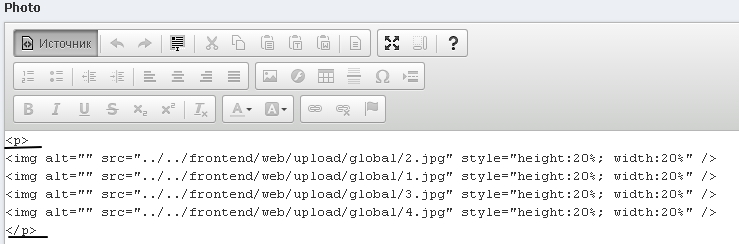 Photo
Источник
B I U S x₂ x² Iₓ A A
<p>
<img alt="" src="../../frontend/web/upload/global/2.jpg" style="height:20%; width:20%" />
<img alt="" src="../../frontend/web/upload/global/1.jpg" style="height:20%; width:20%" />
<img alt="" src="../../frontend/web/upload/global/3.jpg" style="height:20%; width:20%" />
<img alt="" src="../../frontend/web/upload/global/4.jpg" style="height:20%; width:20%" />
</p>